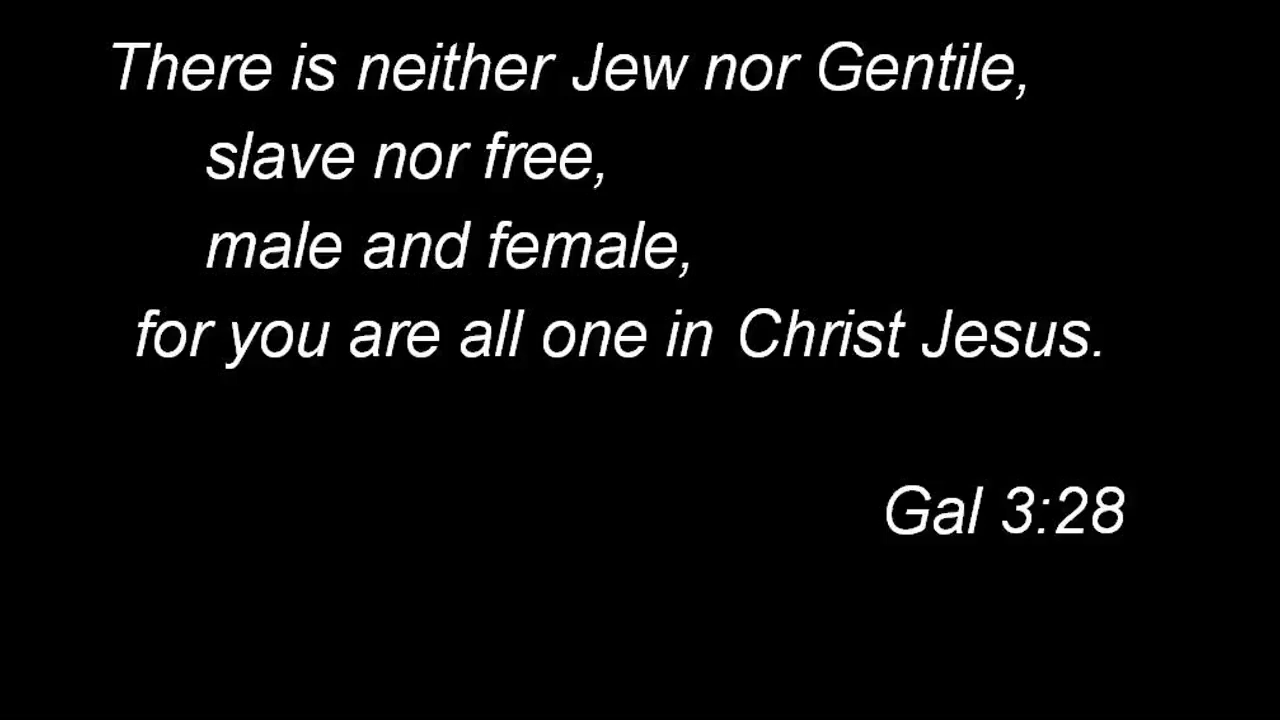 There is neither Jew nor Gentile,
slave nor free,
male and female,
for you are all one in Christ Jesus.
Gal 3:28